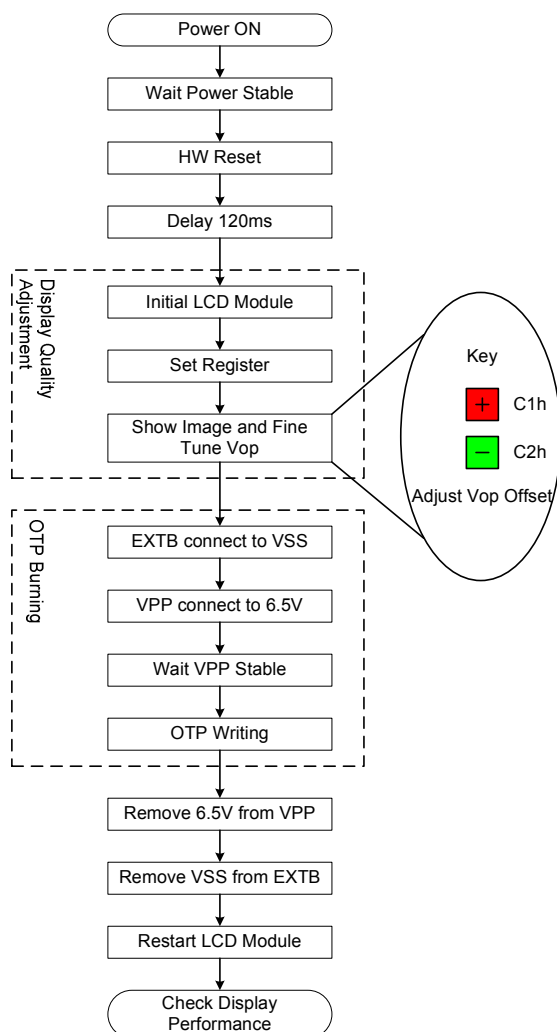 Power ON
Wait Power Stable
HW Reset
Delay 120ms
Display Quality
Adjustment
Initial LCD Module
Set Register
Show Image and Fine
Tune Vop
Key
+ C1h
− C2h
Adjust Vop Offset
OTP Burning
EXTB connect to VSS
VPP connect to 6.5V
Wait VPP Stable
OTP Writing
Remove 6.5V from VPP
Remove VSS from EXTB
Restart LCD Module
Check Display
Performance